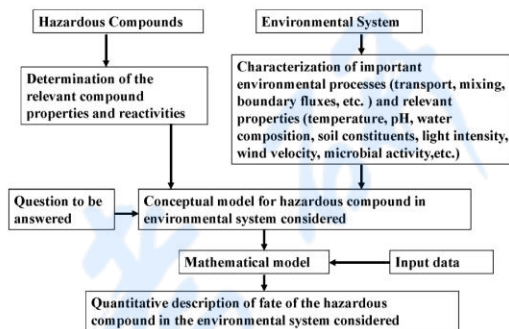 Hazardous Compounds
Environmental System
Determination of the
relevant compound
properties and reactivities
Characterization of important
environmental processes (transport, mixing,
boundary fluxes, etc. ) and relevant
properties (temperature, pH, water
composition, soil constituents, light intensity,
wind velocity, microbial activity,etc.)
Question to be
answered
Conceptual model for hazardous compound in
environmental system considered
Mathematical model
Input data
Quantitative description of fate of the hazardous
compound in the environmental system considered